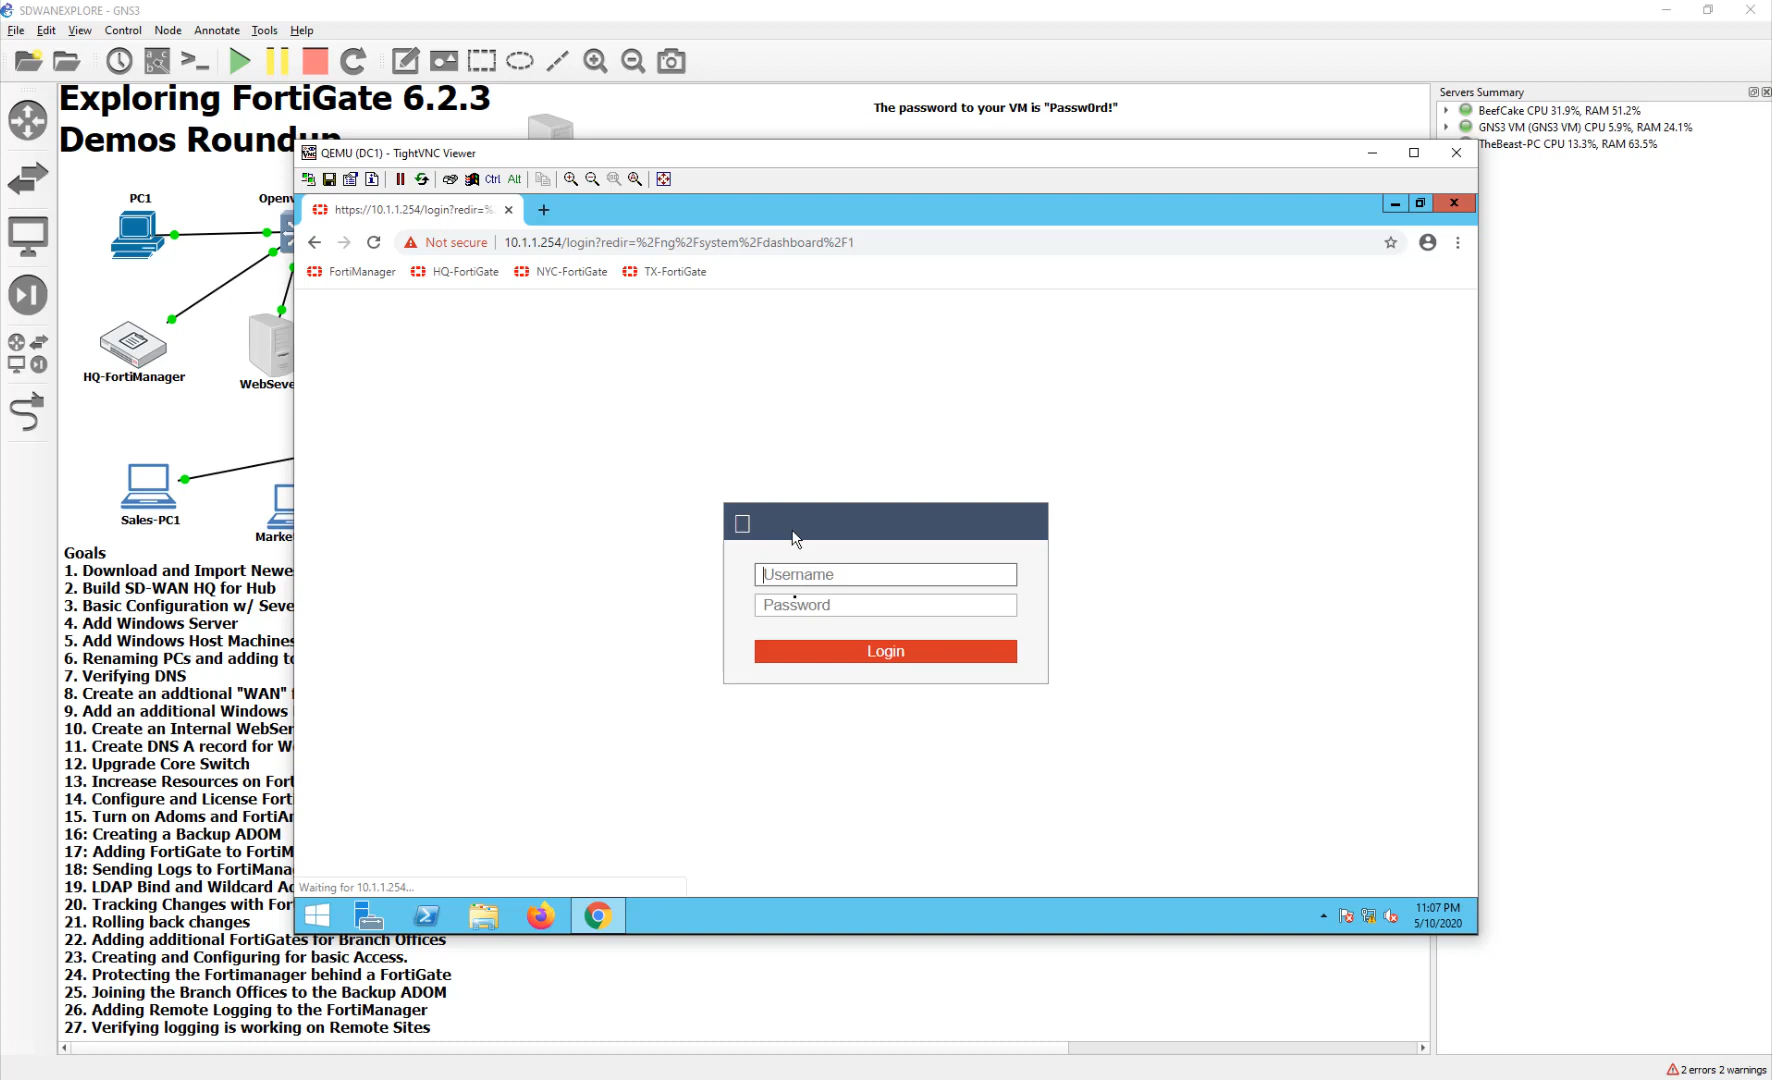 SDWANEXPLORE - GNS3
File Edit View Control Node Annotate Tools Help
Exploring FortiGate 6.2.3
Demos Roundup
The password to your VM is "Passw0rd!"
Servers Summary
BeefCake CPU 31.9%, RAM 51.2%
GNS3 VM (GNS3 VM) CPU 5.9%, RAM 24.1%
TheBeast-PC CPU 13.3%, RAM 63.5%
QEMU (DC1) - TightVNC Viewer
Ctrl Alt
https://10.1.1.254/login?redir=%
Not secure
10.1.1.254/login?redir=%2Fng%2Fsystem%2Fdashboard%2F1
FortiManager HQ-FortiGate NYC-FortiGate TX-FortiGate
PC1
Openv
HQ-FortiManager
WebSeve
Sales-PC1
Marke
Username
Password
Login
Waiting for 10.1.1.254...
11:07 PM
5/10/2020
Goals
1. Download and Import Newe
2. Build SD-WAN HQ for Hub
3. Basic Configuration w/ Seve
4. Add Windows Server
5. Add Windows Host Machines
6. Renaming PCs and adding to
7. Verifying DNS
8. Create an addtional "WAN"
9. Add an additional Windows
10. Create an Internal WebSer
11. Create DNS A record for W
12. Upgrade Core Switch
13. Increase Resources on Fort
14. Configure and License Forti
15. Turn on Adoms and FortiAn
16: Creating a Backup ADOM
17: Adding FortiGate to FortiM
18: Sending Logs to FortiMana
19. LDAP Bind and Wildcard Ad
20. Tracking Changes with For
21. Rolling back changes
22. Adding additional FortiGates for Branch Offices
23. Creating and Configuring for basic Access.
24. Protecting the Fortimanager behind a FortiGate
25. Joining the Branch Offices to the Backup ADOM
26. Adding Remote Logging to the FortiManager
27. Verifying logging is working on Remote Sites
2 errors 2 warnings